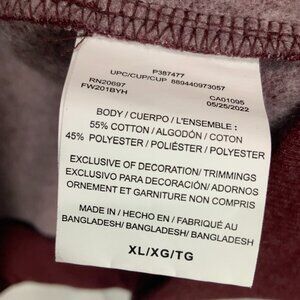 P387477
UPC/CUP/CUP 889440973057
RN20697 CA01095
FW201BYH 05/25/2022
BODY / CUERPO / L'ENSEMBLE :
55% COTTON / ALGODÓN / COTON
45% POLYESTER / POLIÉSTER / POLYESTER
EXCLUSIVE OF DECORATION/ TRIMMINGS
EXCLUSIVO PARA DECORACIÓN/ ADORNOS
ORNEMENT ET GARNITURE NON COMPRIS
MADE IN / HECHO EN / FABRIQUÉ AU
BANGLADESH/ BANGLADESH/ BANGLADESH
XL/XG/TG